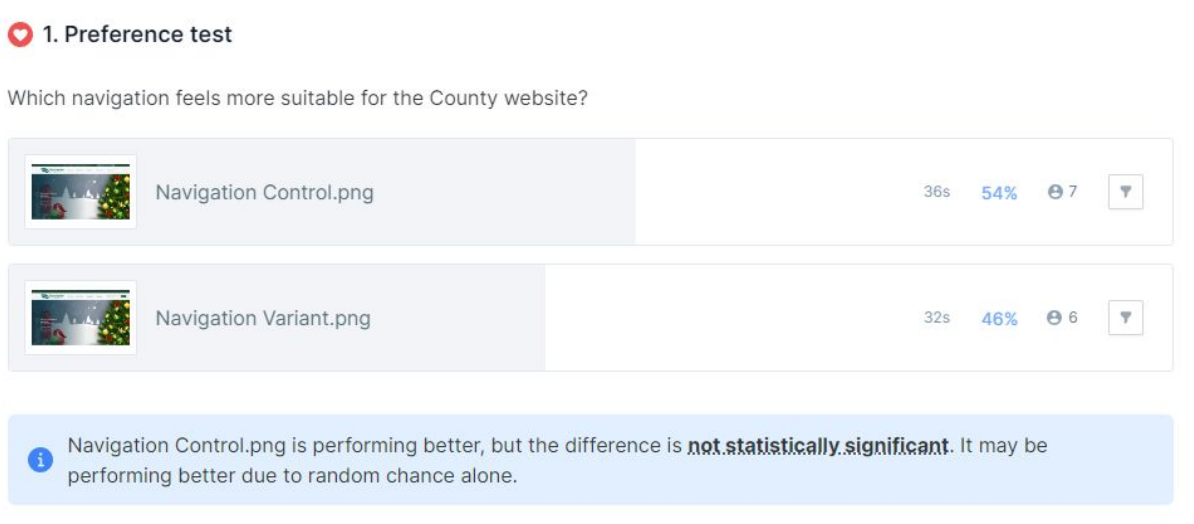 1. Preference test
Which navigation feels more suitable for the County website?
Navigation Control.png
36s 54% 7
Navigation Variant.png
32s 46% 6
Navigation Control.png is performing better, but the difference is not statistically significant. It may be
performing better due to random chance alone.